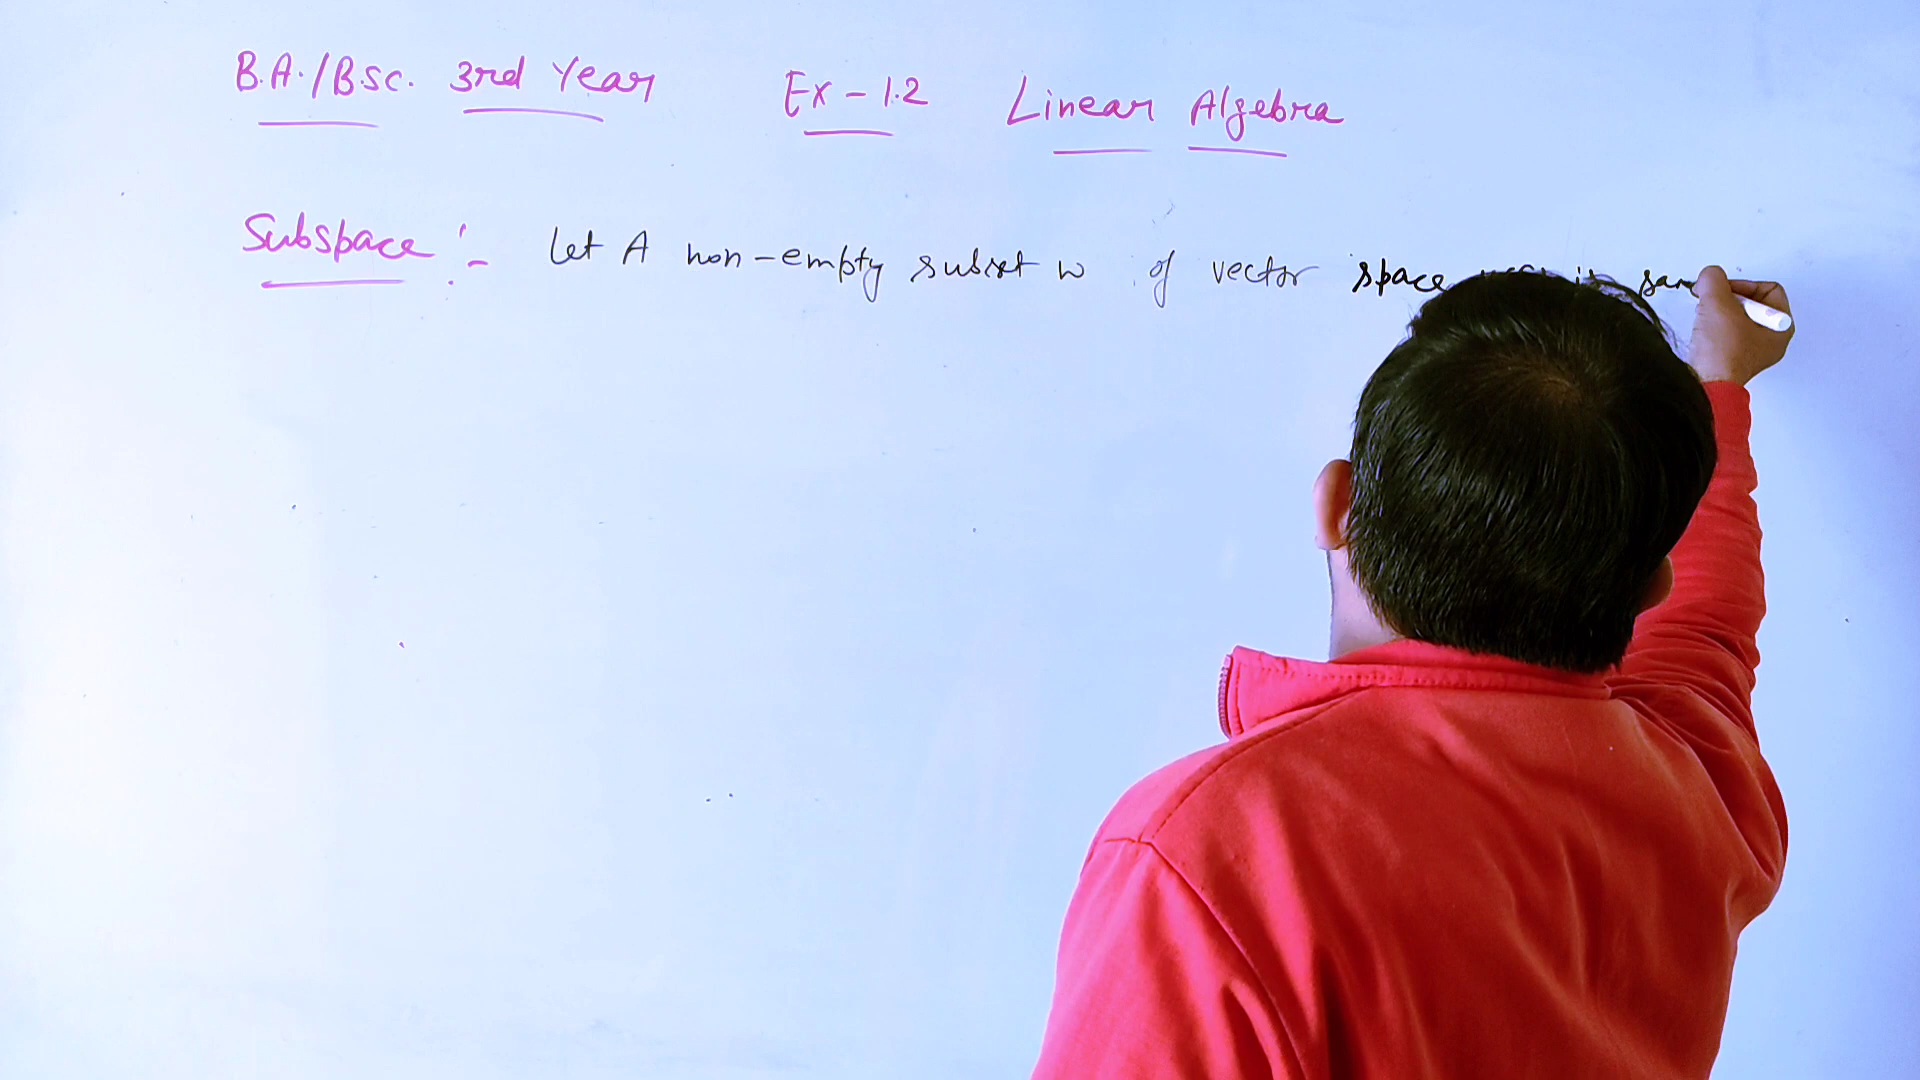 B.A./B.sc. 3rd Year Ex - 1.2 Linear Algebra
Subspace :- Let A non-empty subset w of vector space